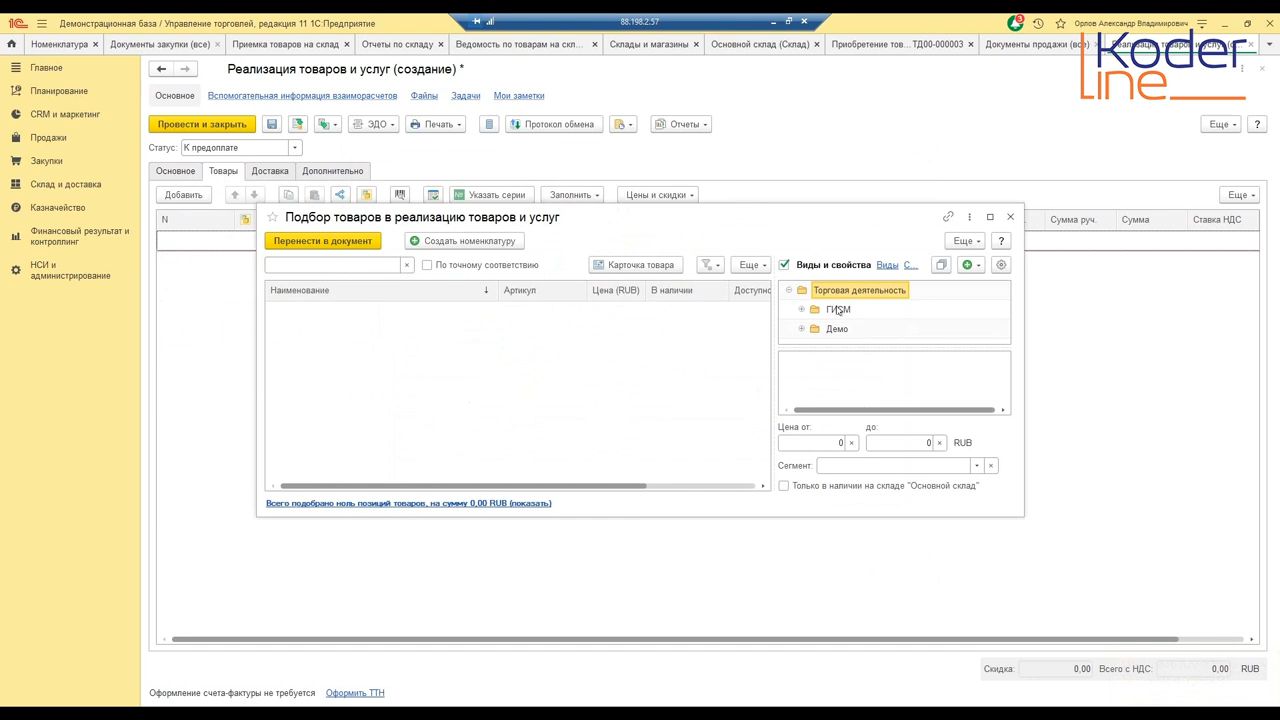 Демонстрационная база / Управление торговлей, редакция 11 1С:Предприятие
88.198.2.57
3
Орлов Александр Владимирович
Номенклатура × Документы закупки (все) × Приемка товаров на склад × Отчеты по складу × Ведомость по товарам на скл... × Склады и магазины × Основной склад (Склад) × Приобретение тов... ТД00-000003 × Документы продажи (все) ×
Koder
line
Главное
Планирование
CRM и маркетинг
Продажи
Закупки
Склад и доставка
Казначейство
Финансовый результат и
контроллинг
НСИ и
администрирование
Реализация товаров и услуг (создание) *
Основное Вспомогательная информация взаиморасчетов Файлы Задачи Мои заметки
Провести и закрыть ЭДО Печать Протокол обмена Отчеты Еще ?
Статус: К предоплате
Основное Товары Доставка Дополнительно
Добавить Указать серии Заполнить Цены и скидки Еще
N Сумма руч. Сумма Ставка НДС
Подбор товаров в реализацию товаров и услуг
Перенести в документ Создать номенклатуру Еще ?
По точному соответствию Карточка товара Еще Виды и свойства Виды С...
Наименование Артикул Цена (RUB) В наличии Доступно
Торговая деятельность
ГИСМ
Демо
Цена от: до:
0 0 RUB
Сегмент:
Только в наличии на складе "Основной склад"
Всего подобрано ноль позиций товаров, на сумму 0,00 RUB (показать)
Скидка: 0,00 Всего с НДС: 0,00 RUB
Оформление счета-фактуры не требуется Оформить ТТН